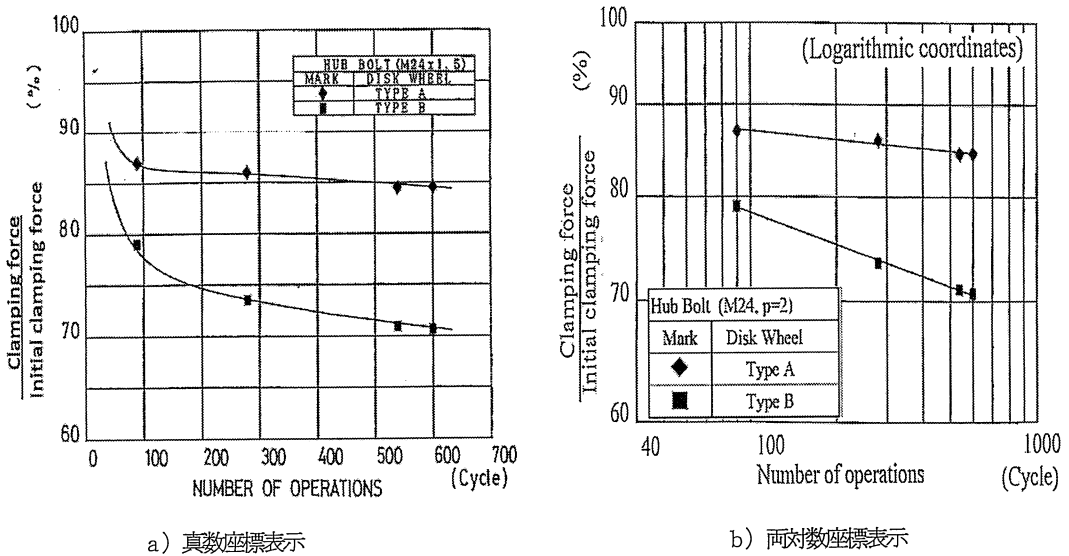 100
90
80
70
60
(%)
Clamping force
Initial clamping force
HUB BOLT (M24x1.5)
MARK DISK WHEEL
TYPE A
TYPE B
0 100 200 300 400 500 600 700
(Cycle)
NUMBER OF OPERATIONS
a) 真数座標表示
100
90
80
70
60
(%)
Clamping force
Initial clamping force
(Logarithmic coordinates)
Hub Bolt (M24, p=2)
Mark Disk Wheel
Type A
Type B
40 100 1000
Number of operations (Cycle)
b) 両対数座標表示